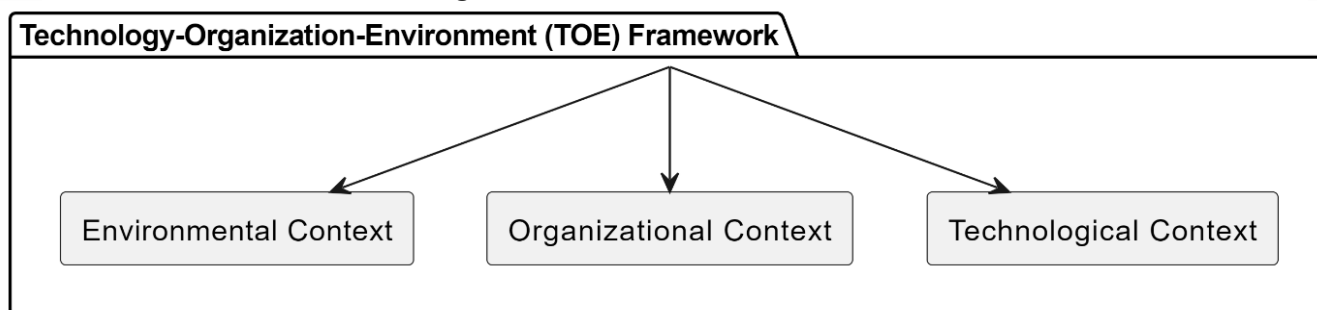 Technology-Organization-Environment (TOE) Framework
Environmental Context
Organizational Context
Technological Context